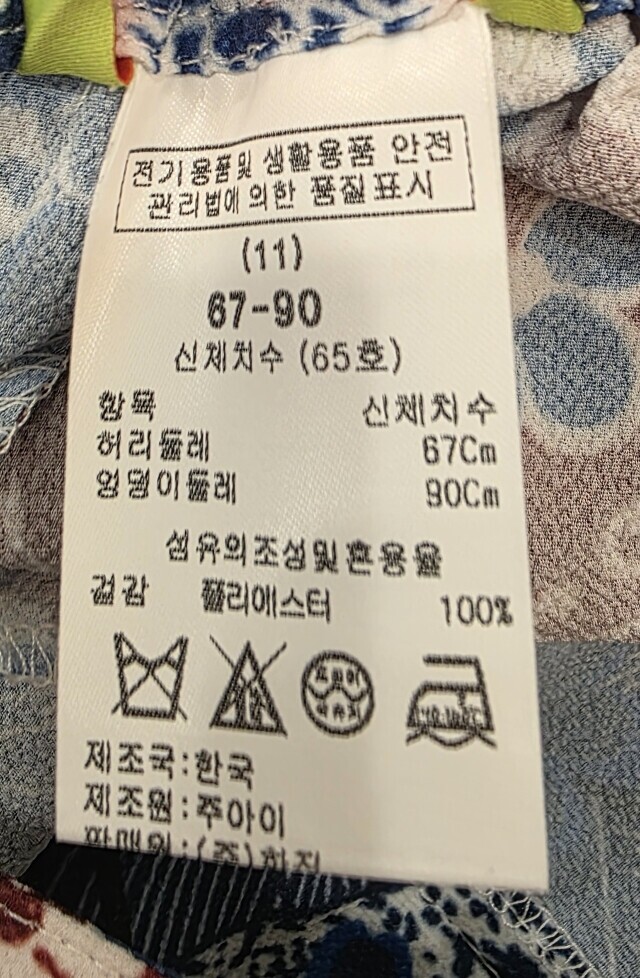 전기용품및 생활용품 안전
관리법에 의한 품질표시
(11)
67-90
신체치수 (65호)
항목 신체치수
허리둘레 67Cm
엉덩이둘레 90Cm
섬유의조성및혼용율
겉감 폴리에스터 100%
제조국:한국
제조원:주아이
판매원:(주)